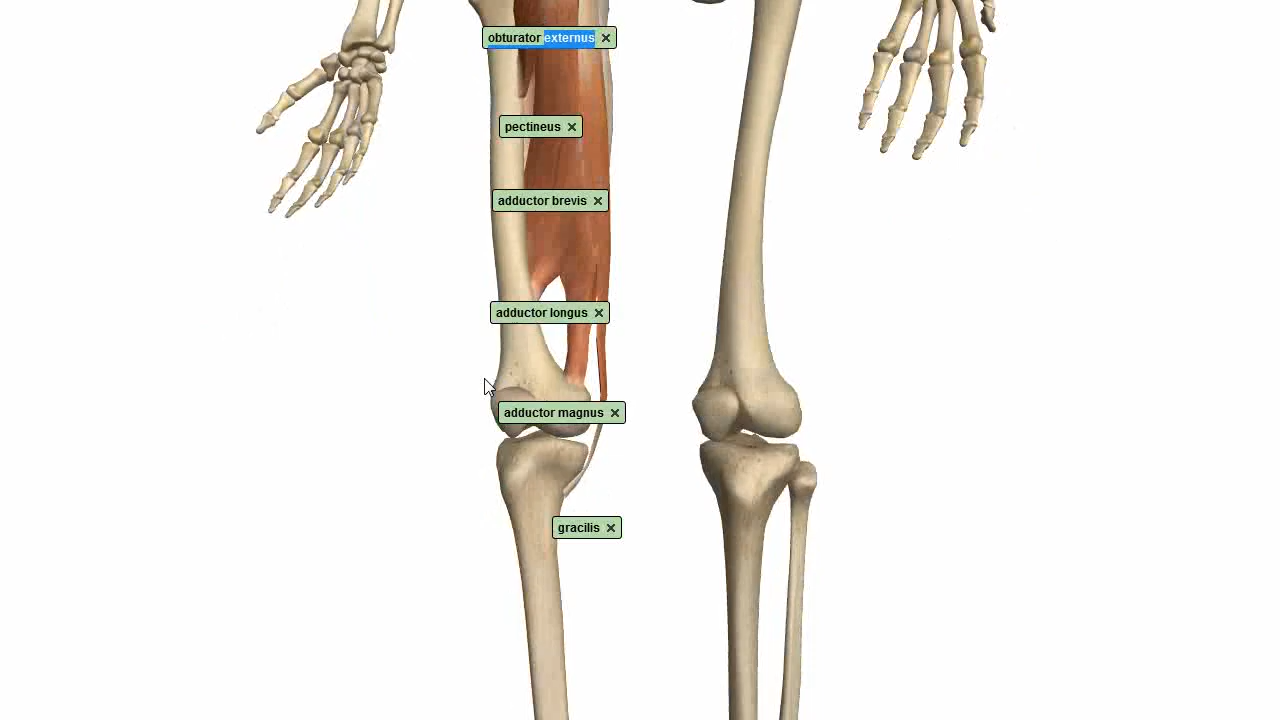 obturator externus
pectineus
adductor brevis
adductor longus
adductor magnus
gracilis